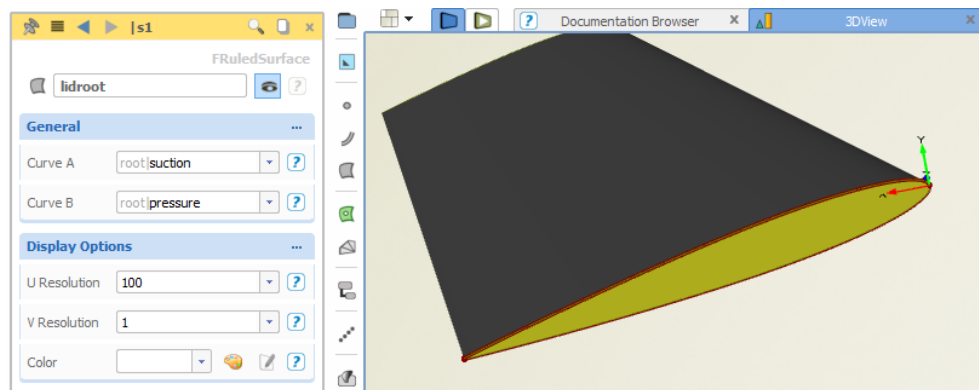 |s1
Documentation Browser
3DView
FRuledSurface
lidroot
General
Curve A
root|suction
Curve B
root|pressure
Display Options
U Resolution
100
V Resolution
1
Color
Y